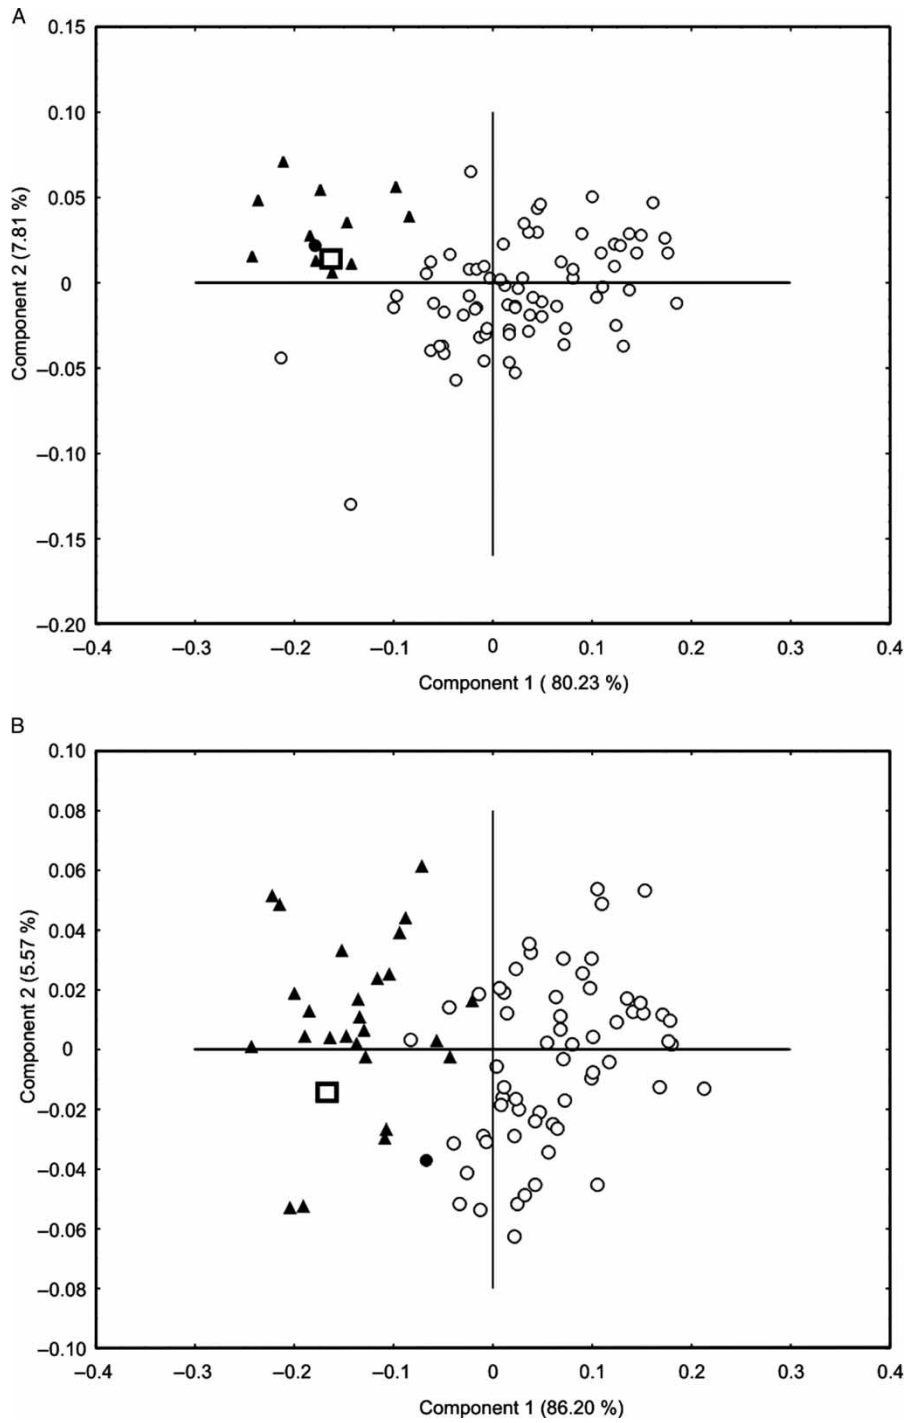 A
0.15
0.10
0.05
0
–0.05
–0.10
–0.15
–0.20
Component 2 (7.81 %)
–0.4 –0.3 –0.2 –0.1 0 0.1 0.2 0.3 0.4
Component 1 ( 80.23 %)
B
0.10
0.08
0.06
0.04
0.02
0
–0.02
–0.04
–0.06
–0.08
–0.10
Component 2 (5.57 %)
–0.4 –0.3 –0.2 –0.1 0 0.1 0.2 0.3 0.4
Component 1 (86.20 %)